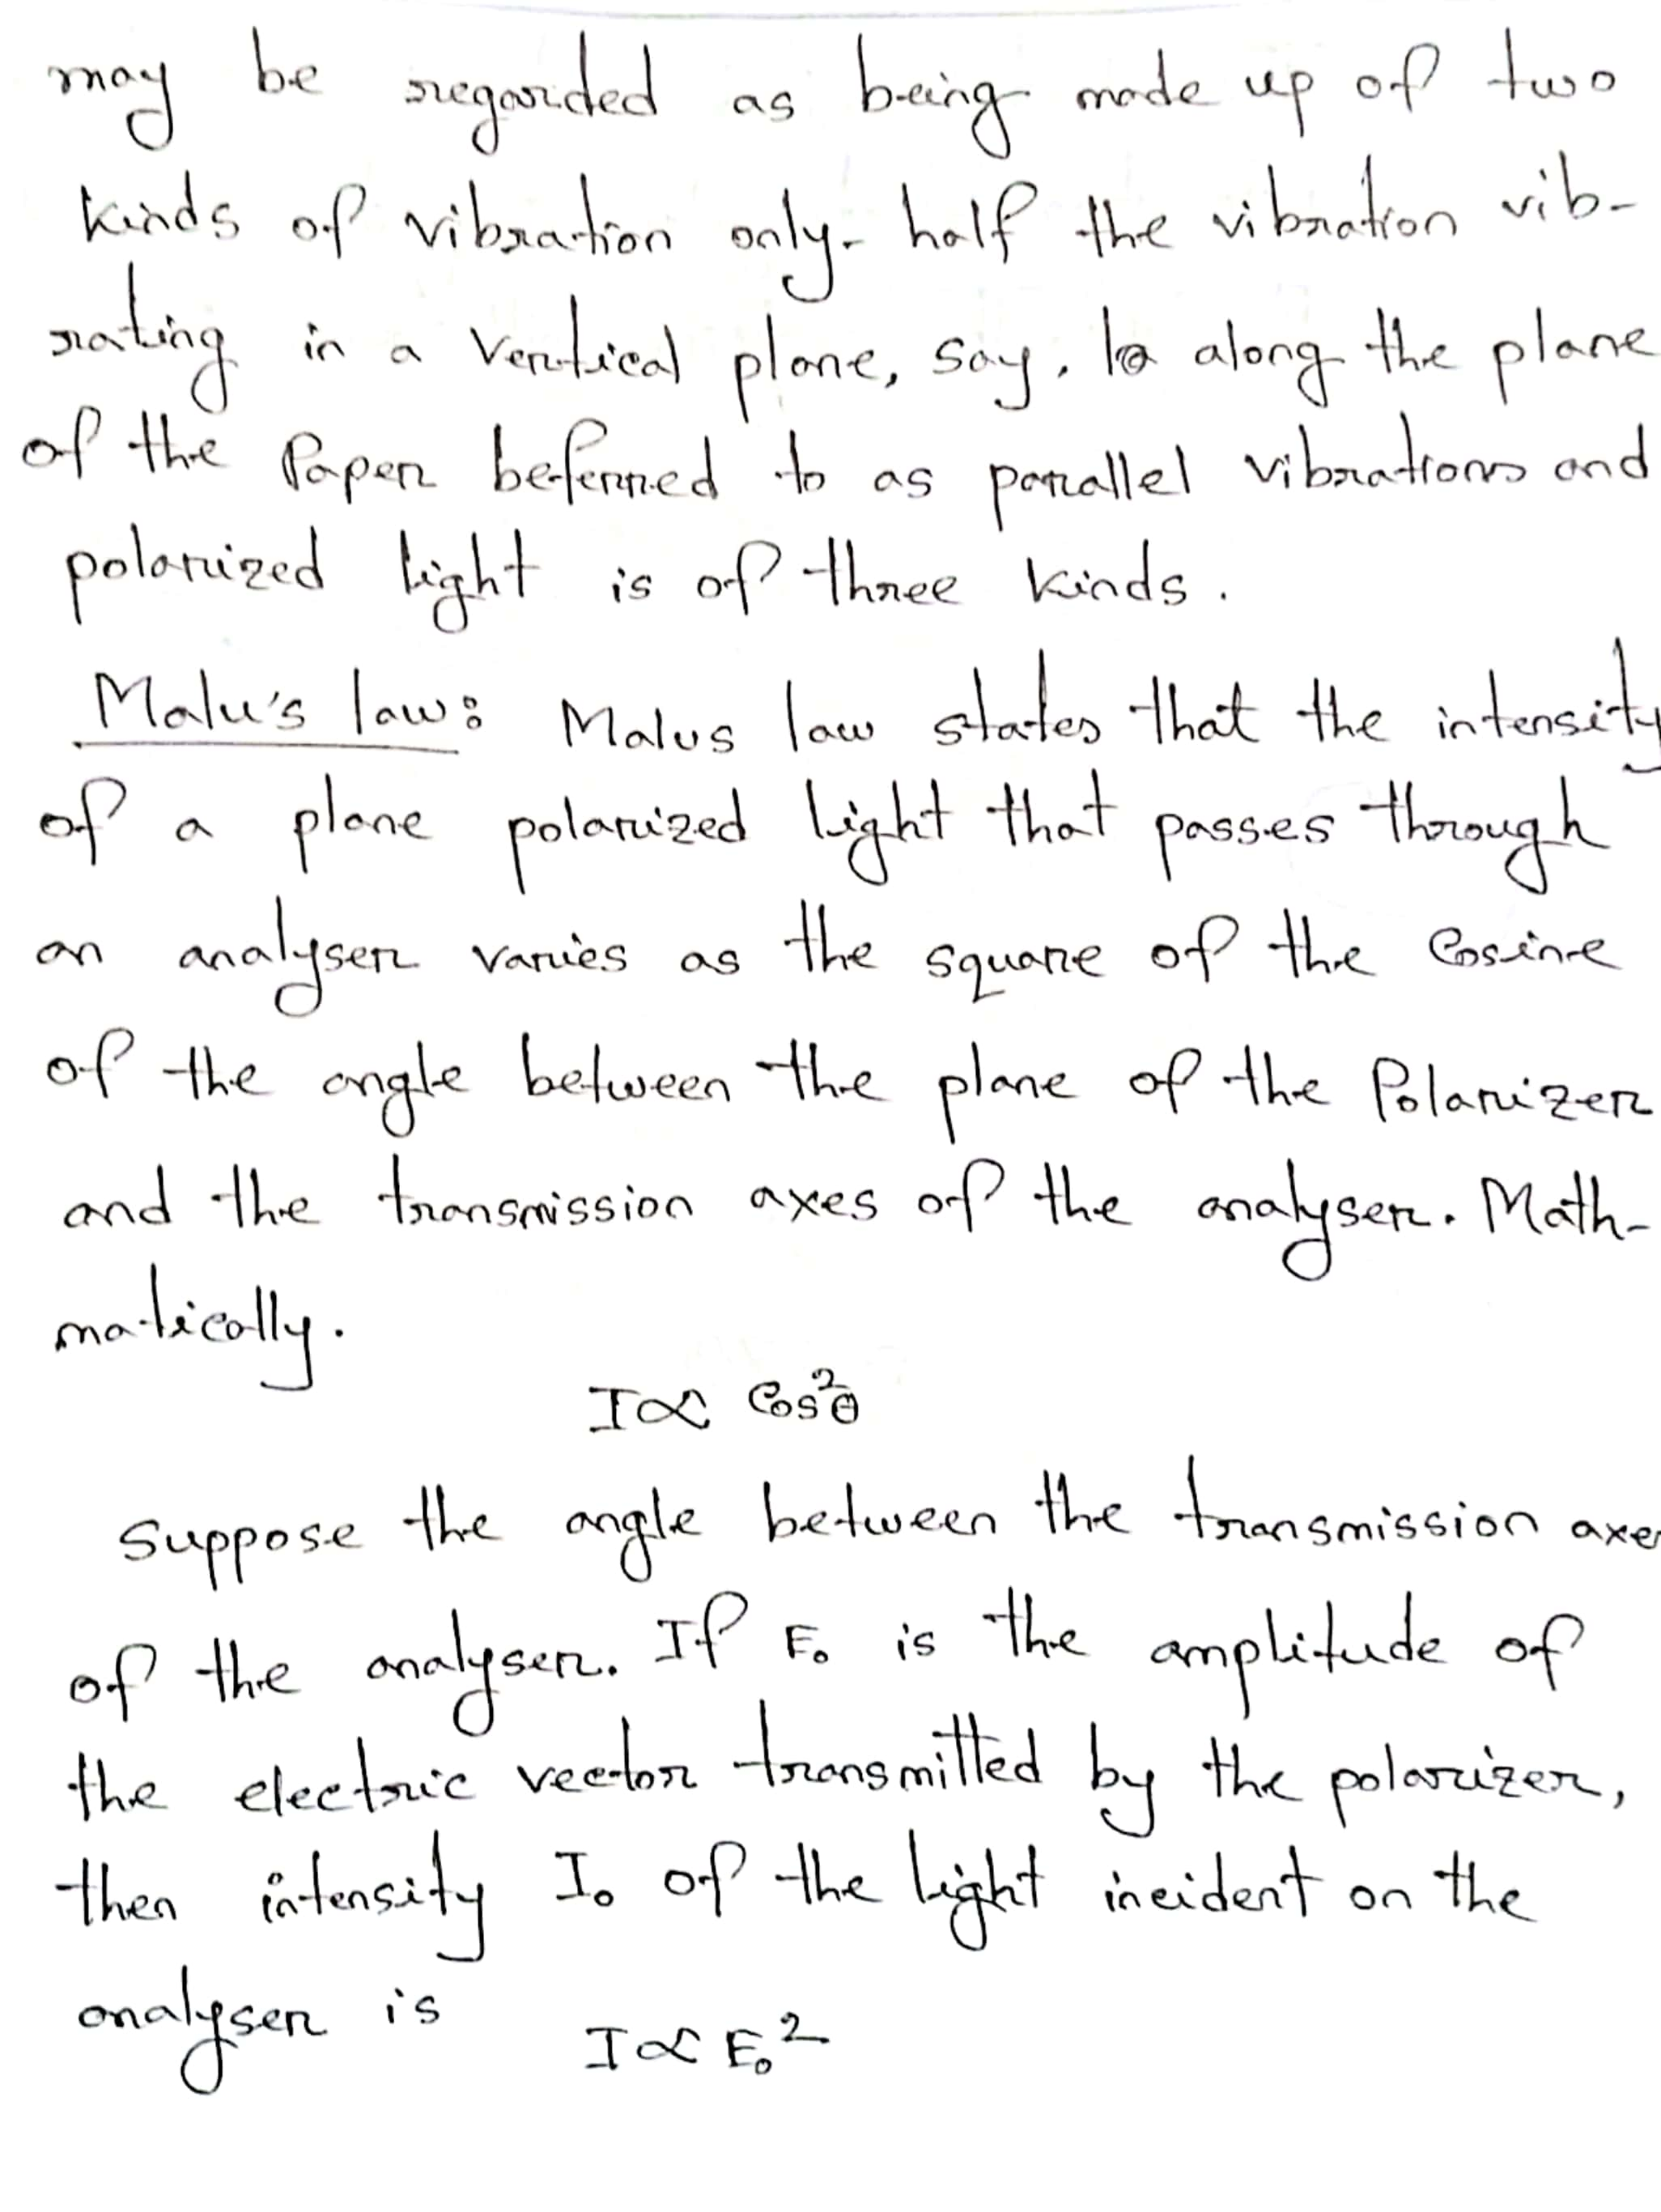 may be regarded as being made up of two
kinds of vibration only- half the vibration vib-
rating in a vertical plane, say, along the plane
of the Paper beferred to as parallel vibrations and
polarized light is of three kinds.
Malu's law: Malus law states that the intensity
of a plane polarized light that passes through
an analyser varies as the square of the Cosine
of the angle between the plane of the Polarizer
and the transmission axes of the analyser. Math-
matically.
I∝ Cos²θ
Suppose the angle between the transmission axes
of the analyser. If E₀ is the amplitude of
the electric vector transmitted by the polarizer,
then intensity I₀ of the light incident on the
analyser is
I∝ E₀²